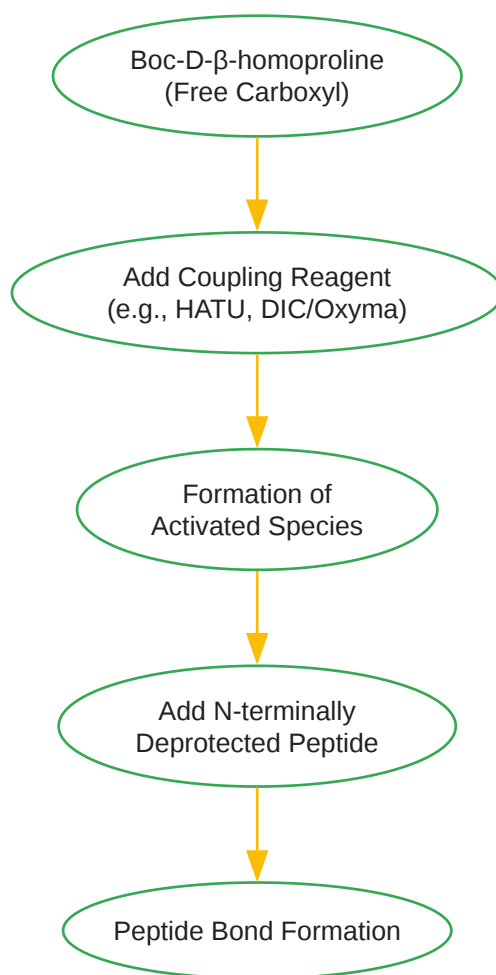 Boc-D-β-homoproline
(Free Carboxyl)
Add Coupling Reagent
(e.g., HATU, DIC/Oxyma)
Formation of
Activated Species
Add N-terminally
Deprotected Peptide
Peptide Bond Formation